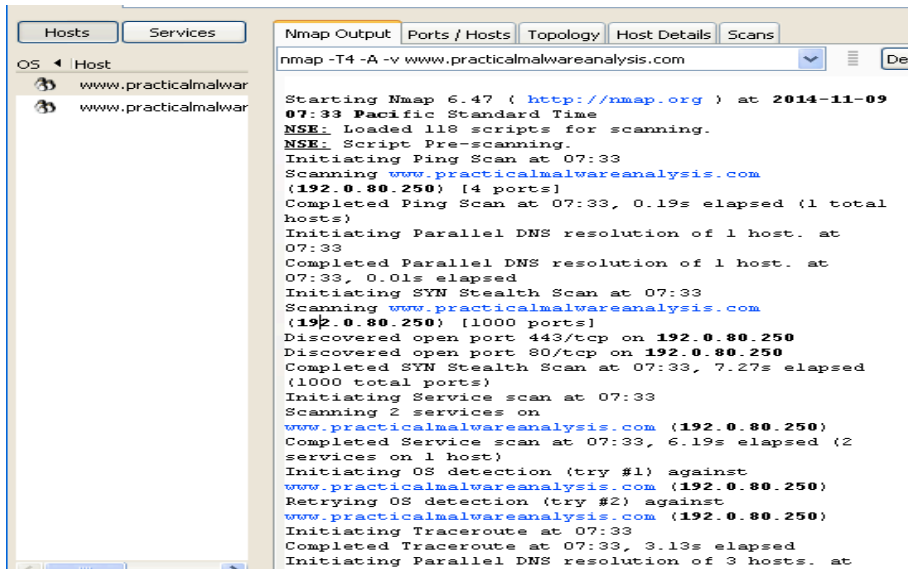 Hosts Services
OS Host
www.practicalmalwar
www.practicalmalwar
Nmap Output Ports / Hosts Topology Host Details Scans
nmap -T4 -A -v www.practicalmalwareanalysis.com De
Starting Nmap 6.47 ( http://nmap.org ) at 2014-11-09
07:33 Pacific Standard Time
NSE: Loaded 118 scripts for scanning.
NSE: Script Pre-scanning.
Initiating Ping Scan at 07:33
Scanning www.practicalmalwareanalysis.com
(192.0.80.250) [4 ports]
Completed Ping Scan at 07:33, 0.19s elapsed (1 total
hosts)
Initiating Parallel DNS resolution of 1 host. at
07:33
Completed Parallel DNS resolution of 1 host. at
07:33, 0.01s elapsed
Initiating SYN Stealth Scan at 07:33
Scanning www.practicalmalwareanalysis.com
(192.0.80.250) [1000 ports]
Discovered open port 443/tcp on 192.0.80.250
Discovered open port 80/tcp on 192.0.80.250
Completed SYN Stealth Scan at 07:33, 7.27s elapsed
(1000 total ports)
Initiating Service scan at 07:33
Scanning 2 services on
www.practicalmalwareanalysis.com (192.0.80.250)
Completed Service scan at 07:33, 6.19s elapsed (2
services on 1 host)
Initiating OS detection (try #1) against
www.practicalmalwareanalysis.com (192.0.80.250)
Retrying OS detection (try #2) against
www.practicalmalwareanalysis.com (192.0.80.250)
Initiating Traceroute at 07:33
Completed Traceroute at 07:33, 3.13s elapsed
Initiating Parallel DNS resolution of 3 hosts. at